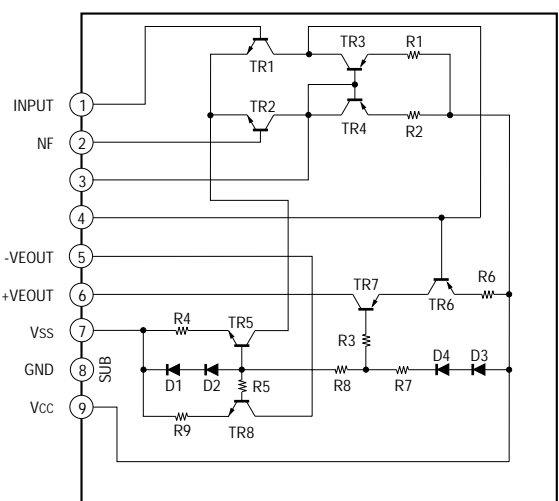 TR3
R1
TR1
TR2
TR4
R2
INPUT
1
NF
2
3
4
-VEOUT
5
+VEOUT
6
TR7
TR6
R6
Vss
7
R4
TR5
R3
D4
D3
GND
8
SUB
D1
D2
R5
R8
R7
Vcc
9
R9
TR8